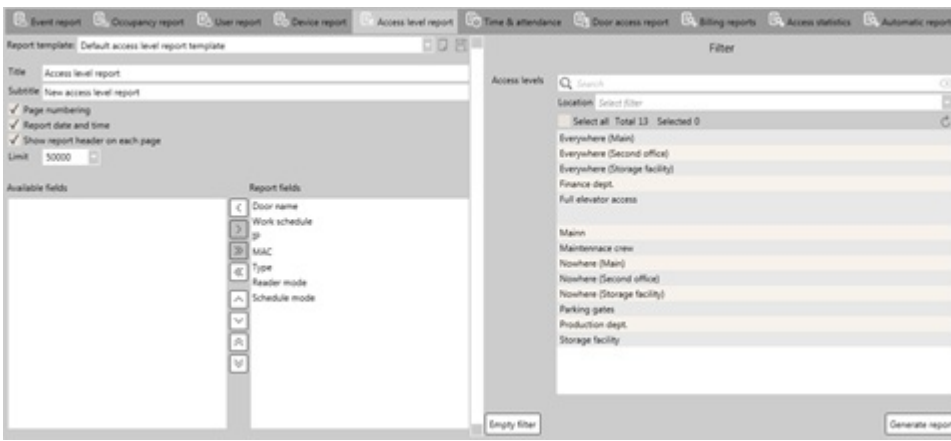 Event report Occupancy report User report Device report Access level report Time & attendance Door access report Billing reports Access statistics Automatic report
Report template: Default access level report template
Title Access level report
Subtitle New access level report
Page numbering
Report date and time
Show report header on each page
Limit 50000
Available fields
Report fields
Door name
Work schedule
IP
MAC
Type
Reader mode
Schedule mode
Filter
Access levels Search
Location Select filter
Select all Total 13 Selected 0
Everywhere (Main)
Everywhere (Second office)
Everywhere (Storage facility)
Finance dept.
Full elevator access
Mainn
Maintennace crew
Nowhere (Main)
Nowhere (Second office)
Nowhere (Storage facility)
Parking gates
Production dept.
Storage facility
Empty filter
Generate repor